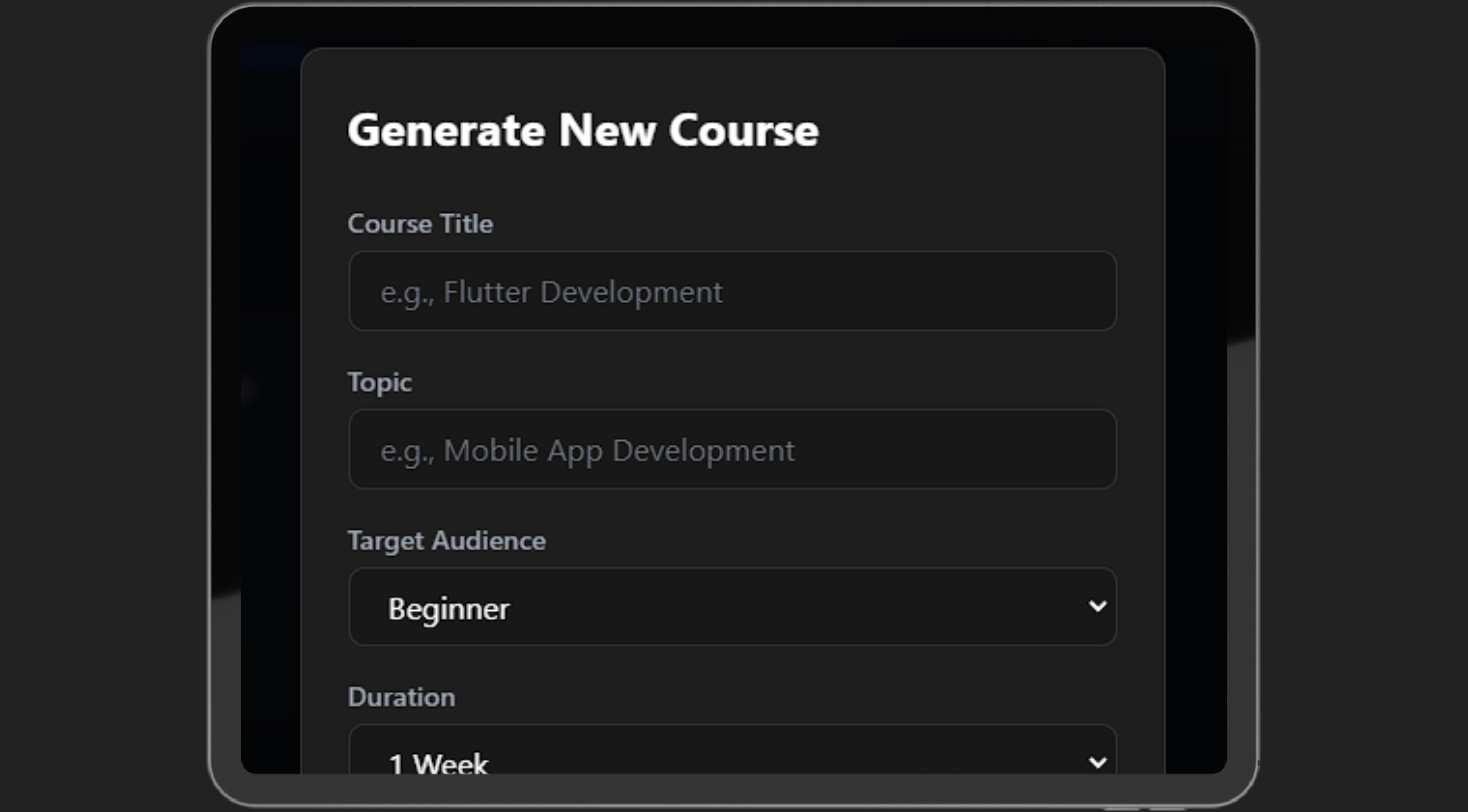 Generate New Course
Course Title
e.g., Flutter Development
Topic
e.g., Mobile App Development
Target Audience
Beginner
Duration
1 Week